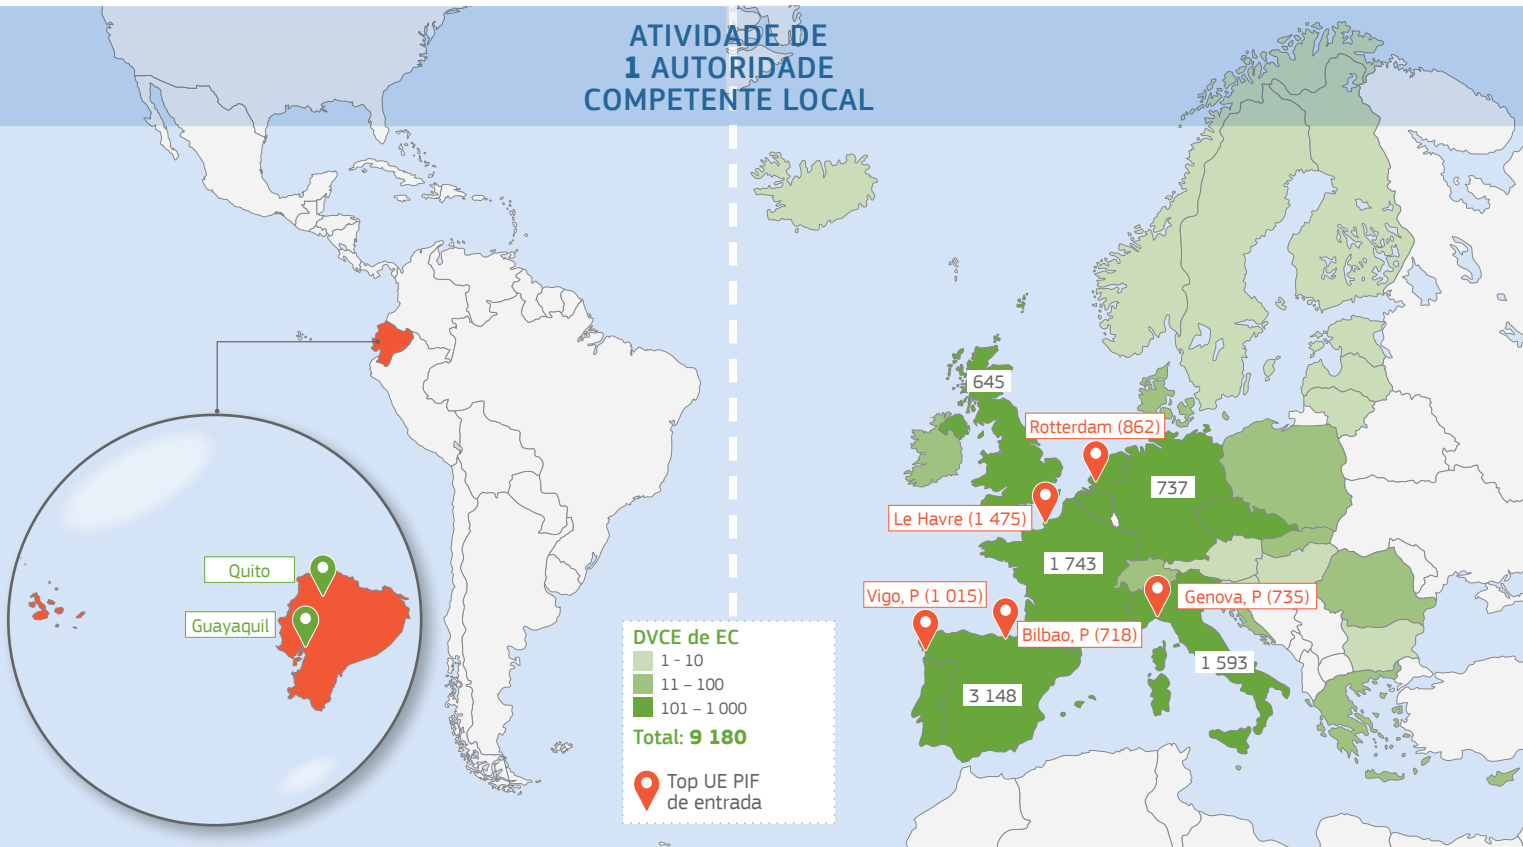 ATIVIDADE DE
1 AUTORIDADE
COMPETENTE LOCAL
645
Rotterdam (862)
737
Le Havre (1 475)
1 743
Quito
Vigo, P (1 015)
Genova, P (735)
Guayaquil
Bilbao, P (718)
1 593
3 148
DVCE de EC
1 - 10
11 – 100
101 – 1 000
Total: 9 180
Top UE PIF
de entrada